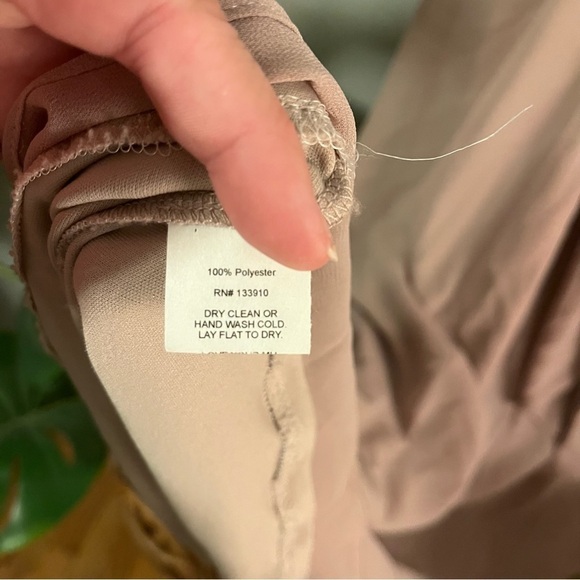 100% Polyester
RN# 133910
DRY CLEAN OR
HAND WASH COLD.
LAY FLAT TO DRY.